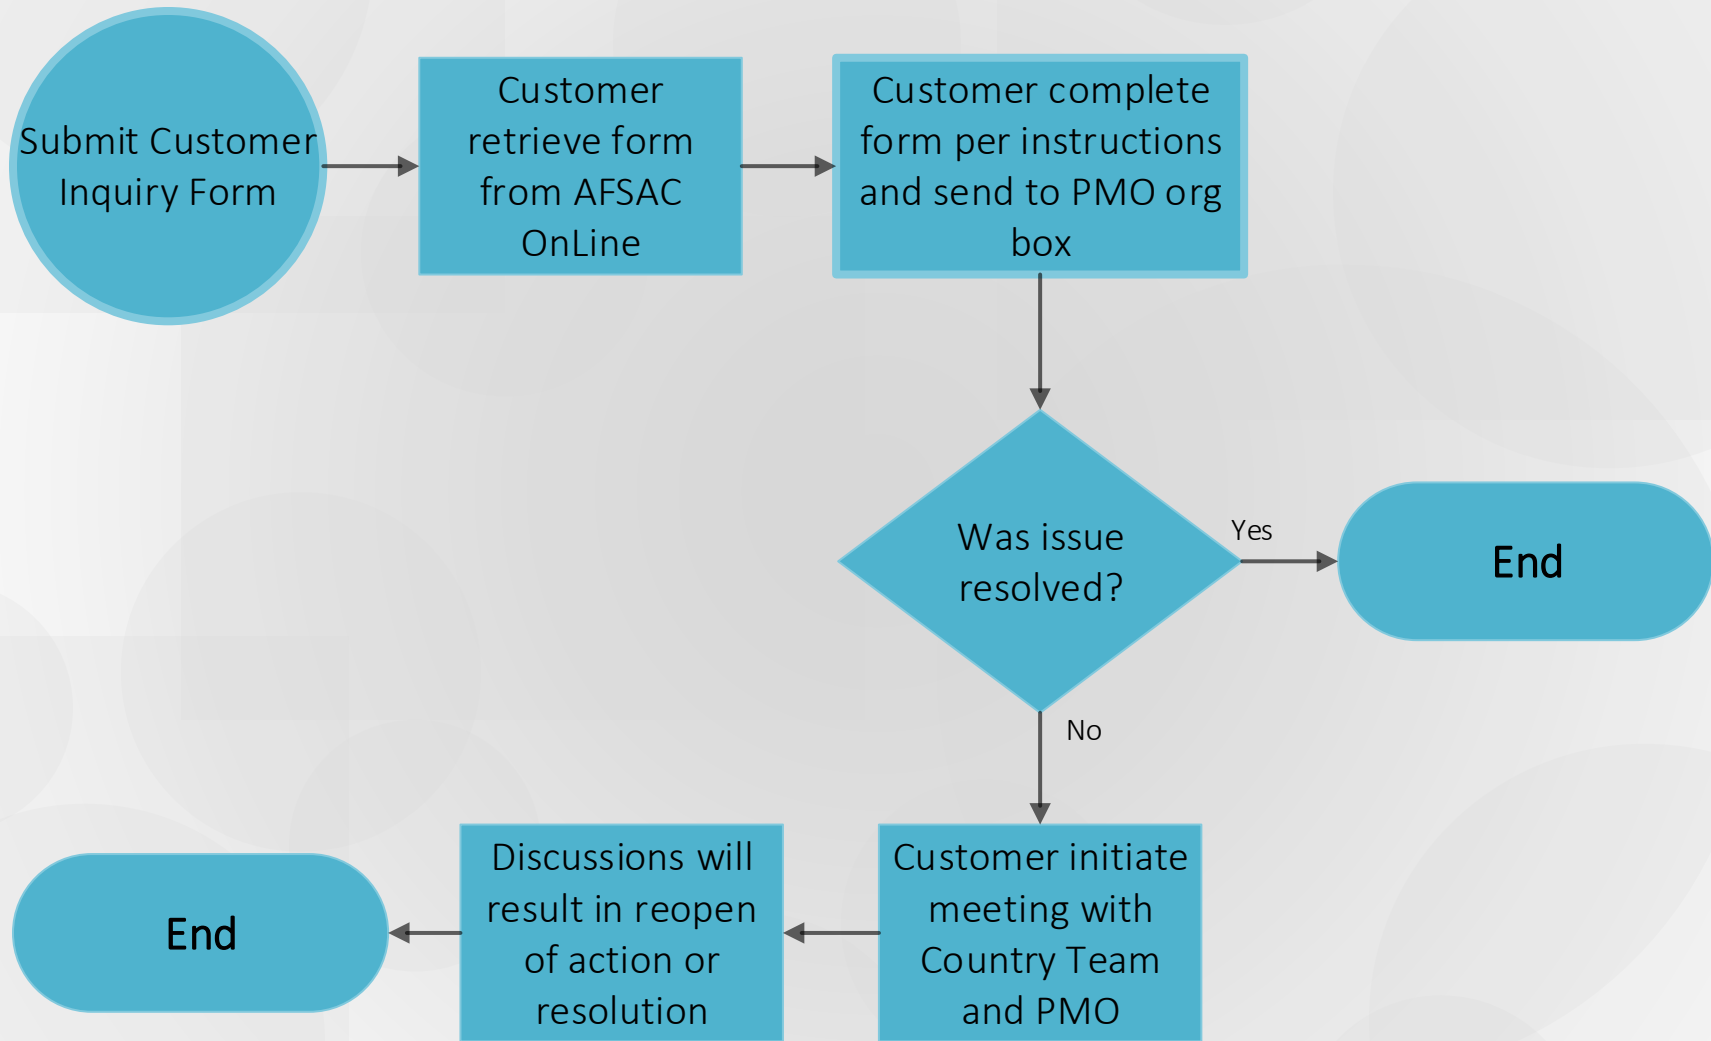 Submit Customer
Inquiry Form
Customer
retrieve form
from AFSAC
OnLine
Customer complete
form per instructions
and send to PMO org
box
Was issue
resolved?
Yes
End
No
Customer initiate
meeting with
Country Team
and PMO
Discussions will
result in reopen
of action or
resolution
End